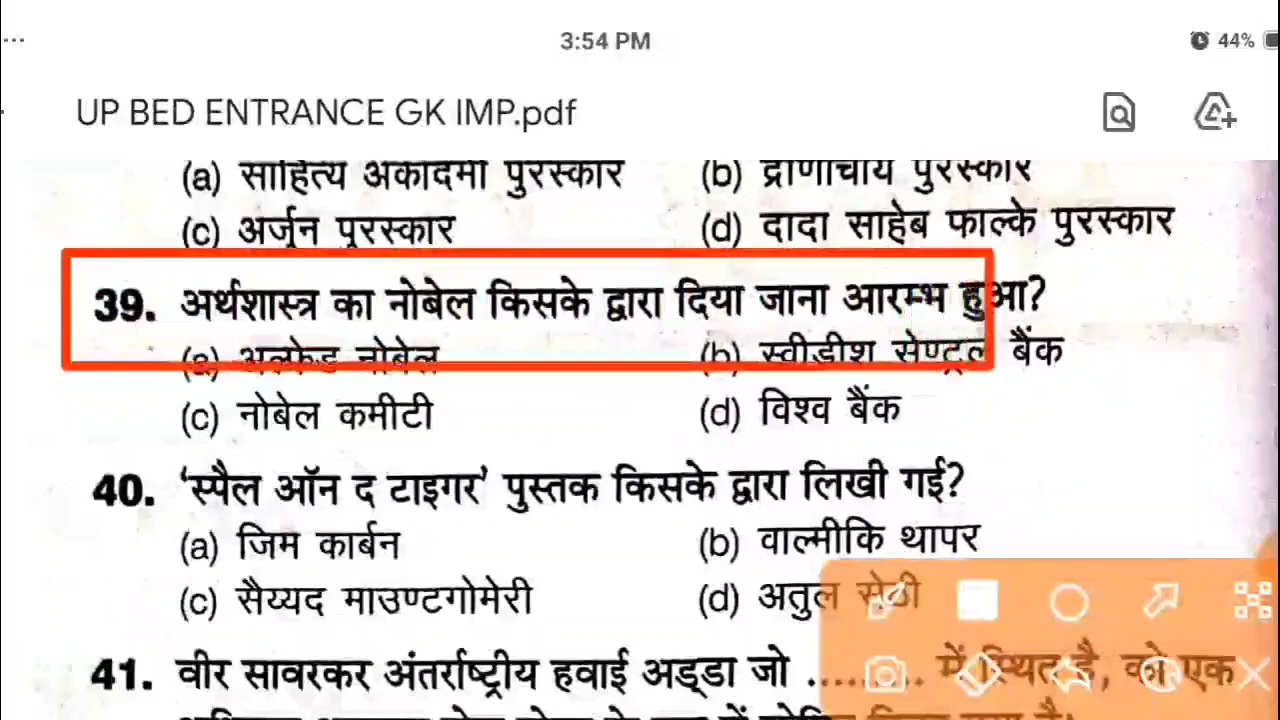 3:54 PM
44%
UP BED ENTRANCE GK IMP.pdf
(a) साहित्य अकादमी पुरस्कार (b) द्रोणाचार्य पुरस्कार
(c) अर्जुन पुरस्कार (d) दादा साहेब फाल्के पुरस्कार
39. अर्थशास्त्र का नोबेल किसके द्वारा दिया जाना आरम्भ हुआ?
(a) अल्फ्रेड नोबेल (b) स्वीडीश सेण्ट्रल बैंक
(c) नोबेल कमीटी (d) विश्व बैंक
40. 'स्पैल ऑन द टाइगर' पुस्तक किसके द्वारा लिखी गई?
(a) जिम कार्बन (b) वाल्मीकि थापर
(c) सैय्यद माउण्टगोमेरी (d) अतुल सेठी
41. वीर सावरकर अंतर्राष्ट्रीय हवाई अड्डा जो ........ में स्थित है, को एक